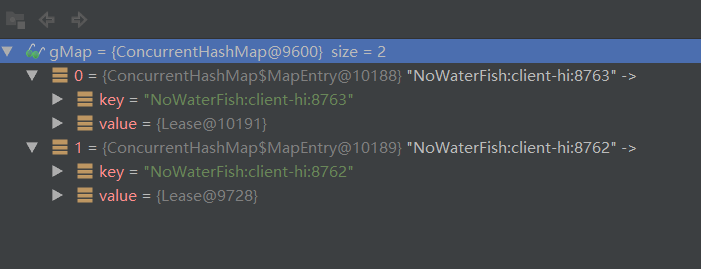 gMap = {ConcurrentHashMap@9600} size = 2
0 = {ConcurrentHashMap$MapEntry@10188} "NoWaterFish:client-hi:8763" ->
key = "NoWaterFish:client-hi:8763"
value = {Lease@10191}
1 = {ConcurrentHashMap$MapEntry@10189} "NoWaterFish:client-hi:8762" ->
key = "NoWaterFish:client-hi:8762"
value = {Lease@9728}